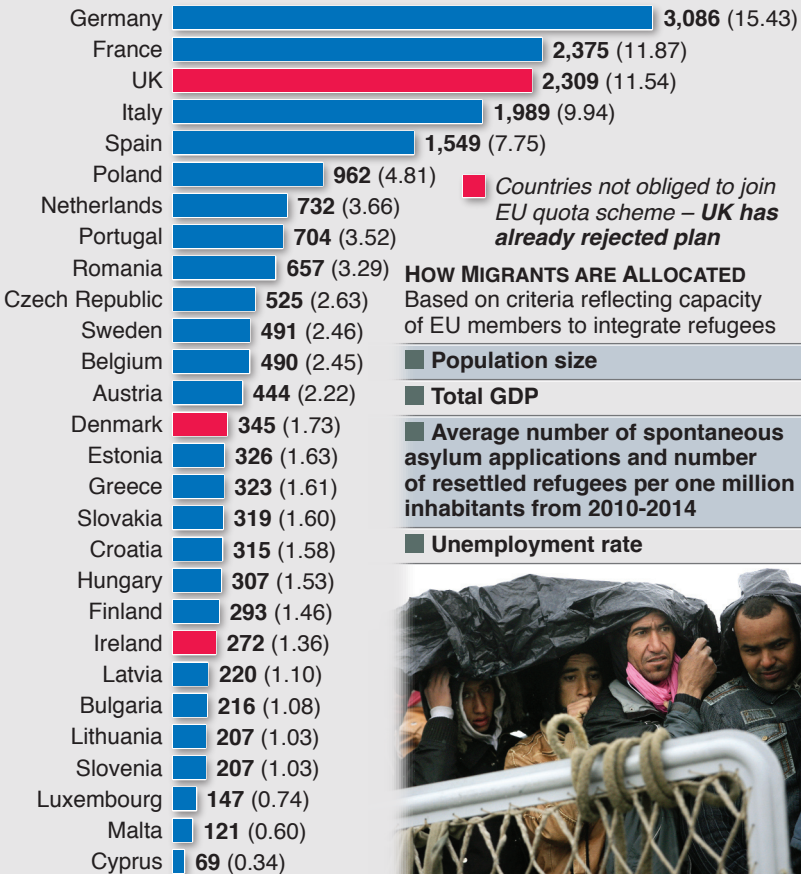 Germany 3,086 (15.43)
France 2,375 (11.87)
UK 2,309 (11.54)
Italy 1,989 (9.94)
Spain 1,549 (7.75)
Poland 962 (4.81)
Netherlands 732 (3.66)
Portugal 704 (3.52)
Romania 657 (3.29)
Czech Republic 525 (2.63)
Sweden 491 (2.46)
Belgium 490 (2.45)
Austria 444 (2.22)
Denmark 345 (1.73)
Estonia 326 (1.63)
Greece 323 (1.61)
Slovakia 319 (1.60)
Croatia 315 (1.58)
Hungary 307 (1.53)
Finland 293 (1.46)
Ireland 272 (1.36)
Latvia 220 (1.10)
Bulgaria 216 (1.08)
Lithuania 207 (1.03)
Slovenia 207 (1.03)
Luxembourg 147 (0.74)
Malta 121 (0.60)
Cyprus 69 (0.34)
Countries not obliged to join
EU quota scheme – UK has
already rejected plan
HOW MIGRANTS ARE ALLOCATED
Based on criteria reflecting capacity
of EU members to integrate refugees
Population size
Total GDP
Average number of spontaneous
asylum applications and number
of resettled refugees per one million
inhabitants from 2010-2014
Unemployment rate